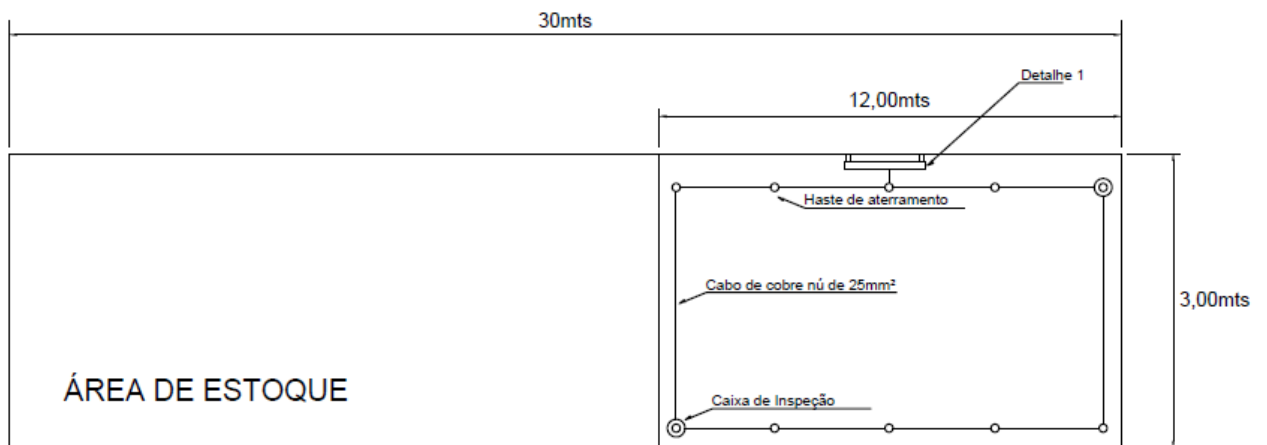 30mts
Detalhe 1
12,00mts
Haste de aterramento
Cabo de cobre nú de 25mm²
3,00mts
ÁREA DE ESTOQUE
Caixa de Inspeção